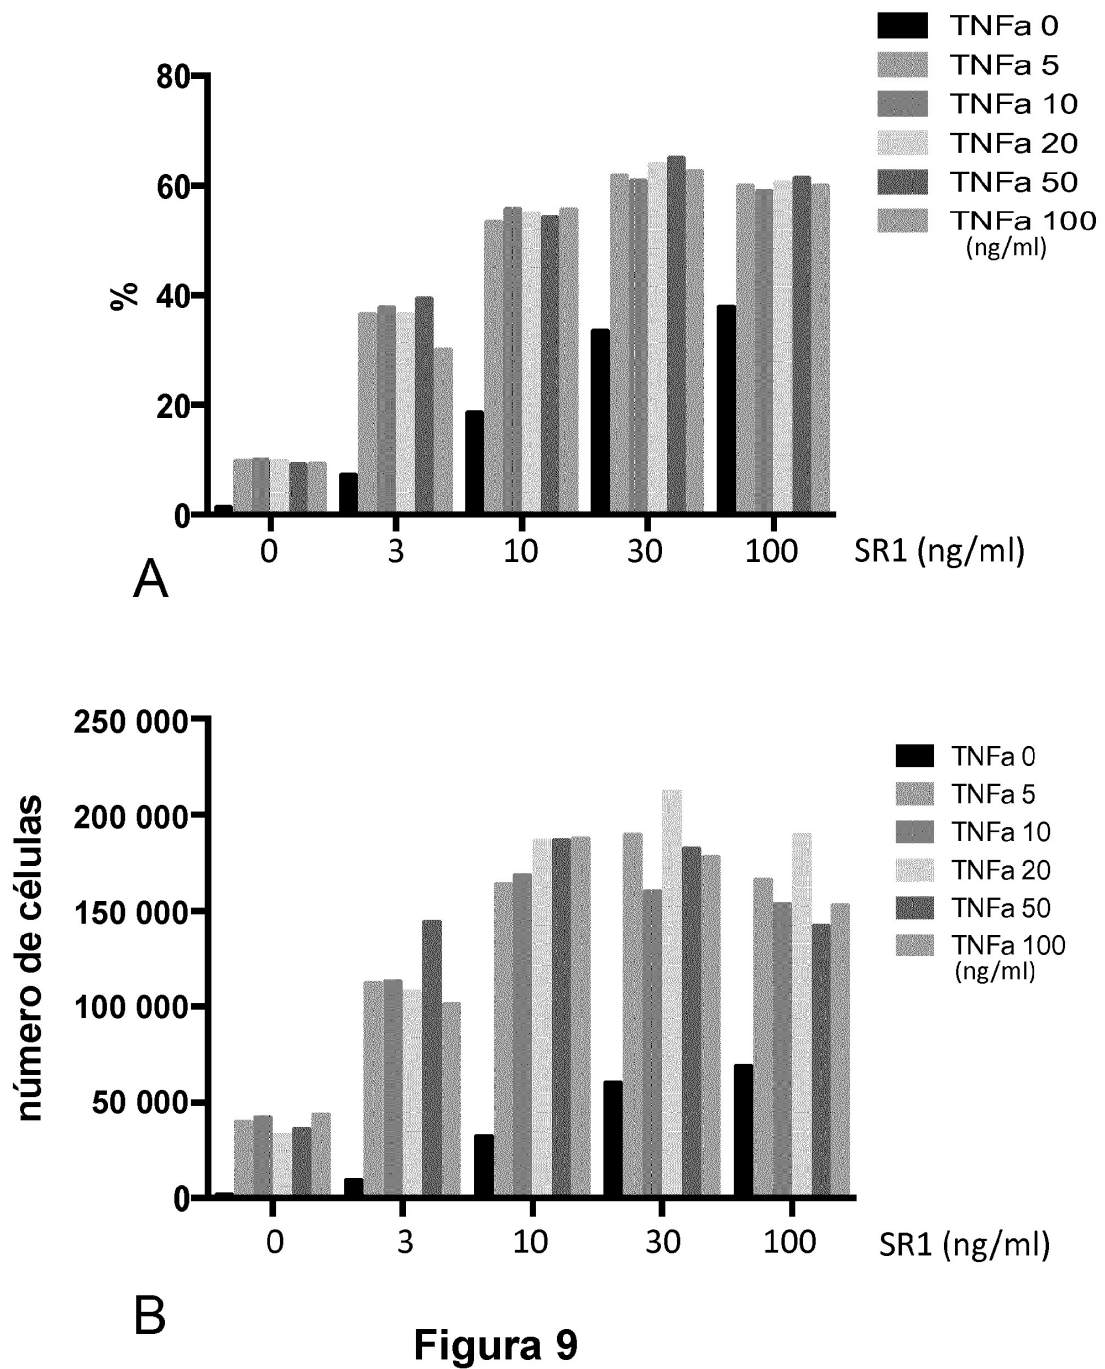 TNFa 0
TNFa 5
TNFa 10
TNFa 20
TNFa 50
TNFa 100
(ng/ml)
80
60
40
20
0
%
0 3 10 30 100 SR1 (ng/ml)
A
250 000
200 000
150 000
100 000
50 000
0
número de células
TNFa 0
TNFa 5
TNFa 10
TNFa 20
TNFa 50
TNFa 100
(ng/ml)
0 3 10 30 100 SR1 (ng/ml)
B
Figura 9